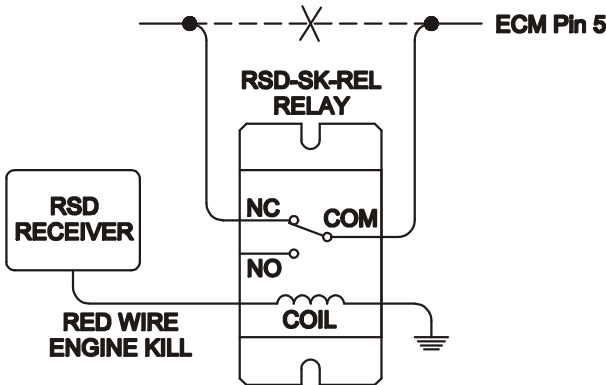 ECM Pin 5
RSD-SK-REL
RELAY
RSD
RECEIVER
NC
COM
NO
COIL
RED WIRE
ENGINE KILL